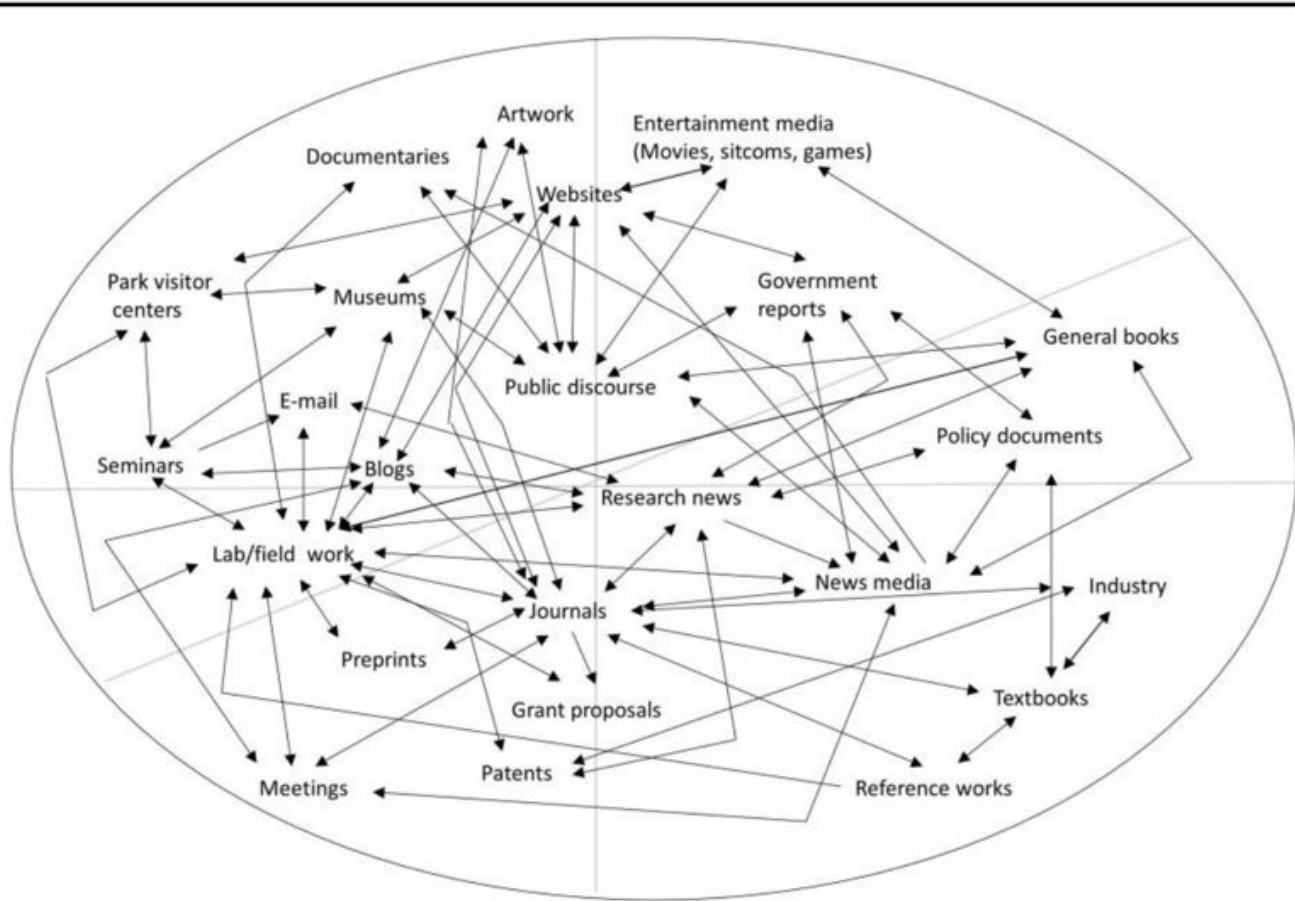 Artwork
Entertainment media
(Movies, sitcoms, games)
Documentaries
Websites
Park visitor
centers
Museums
Government
reports
General books
Public discourse
E-mail
Policy documents
Seminars
Blogs
Research news
Lab/field work
News media
Industry
Journals
Preprints
Grant proposals
Textbooks
Patents
Meetings
Reference works